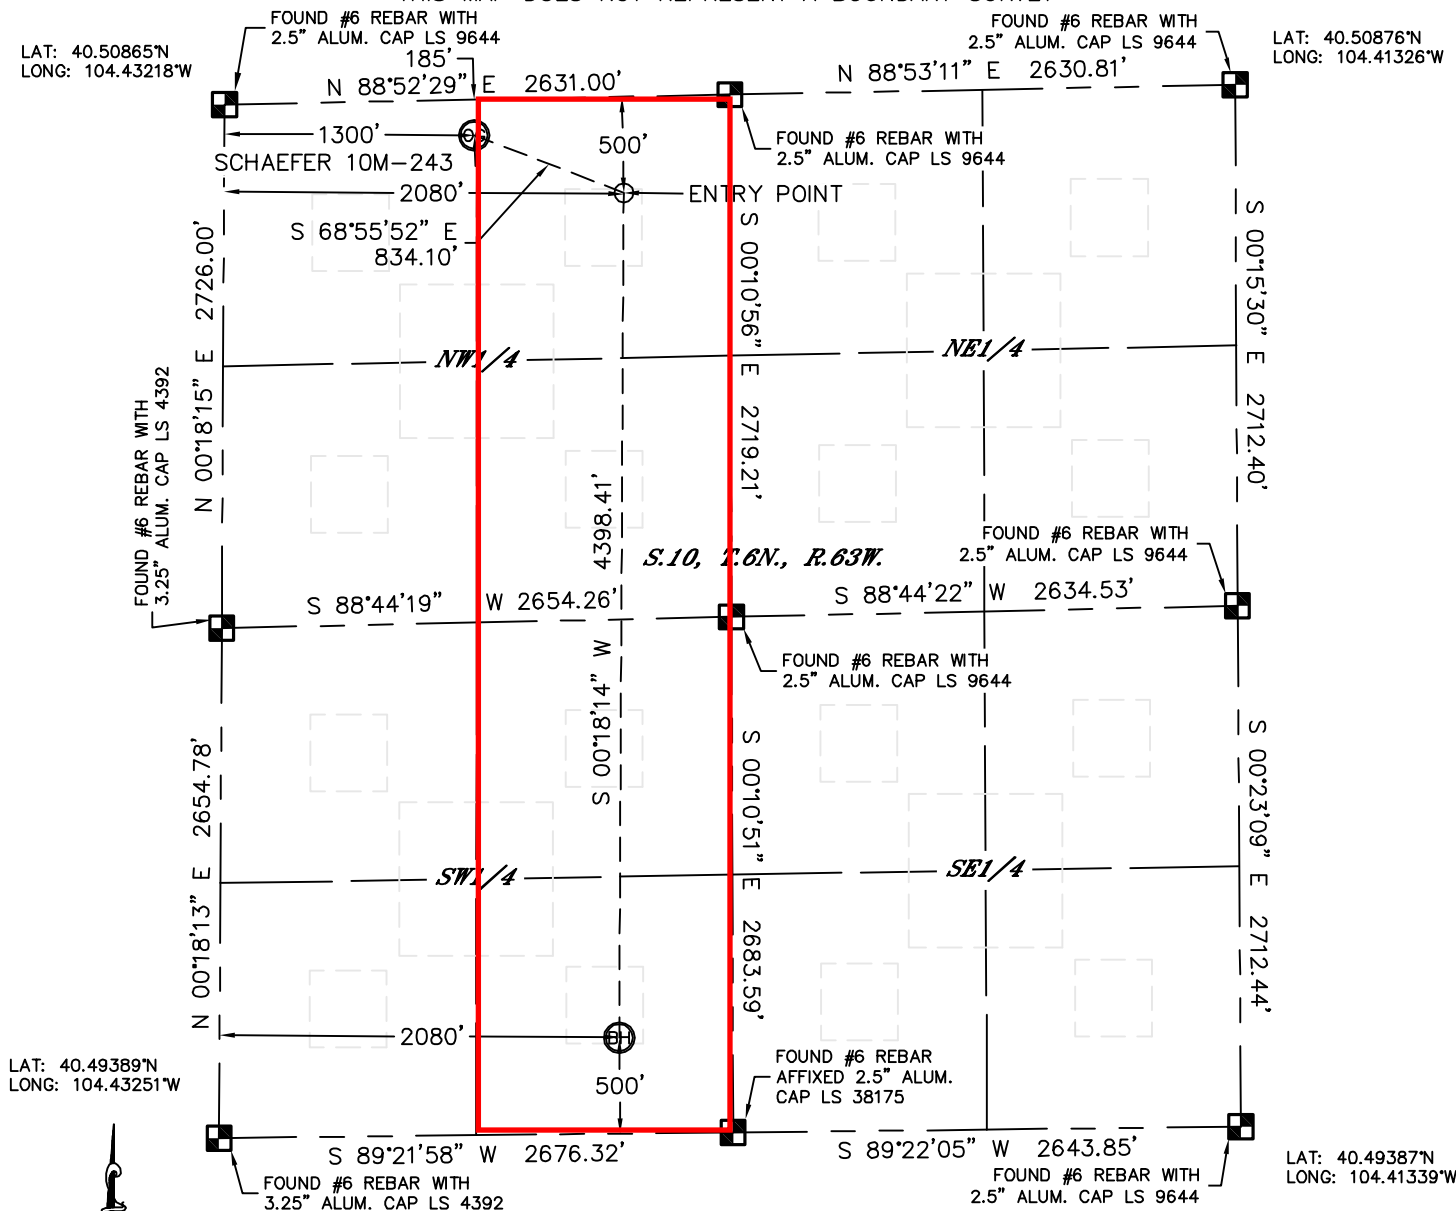 THIS MAP DOES NOT REPRESENT A BOUNDARY SURVEY
FOUND #6 REBAR WITH
2.5" ALUM. CAP LS 9644
LAT: 40.50865°N
LONG: 104.43218°W
185'
N 88°52'29" E 2631.00'
FOUND #6 REBAR WITH
2.5" ALUM. CAP LS 9644
LAT: 40.50876°N
LONG: 104.41326°W
N 88°53'11" E 2630.81'
1300'
OG
SCHAEFER 10M-243
500'
FOUND #6 REBAR WITH
2.5" ALUM. CAP LS 9644
2080'
ENTRY POINT
S 68°55'52" E
834.10'
N 00°18'15" E 2726.00'
S 00°10'56" E 2719.21'
S 00°15'30" E 2712.40'
NW1/4
NE1/4
FOUND #6 REBAR WITH
3.25" ALUM. CAP LS 4392
S 00°18'14" W 4398.41'
S.10, T.6N., R.63W.
FOUND #6 REBAR WITH
2.5" ALUM. CAP LS 9644
S 88°44'19" W 2654.26'
S 88°44'22" W 2634.53'
FOUND #6 REBAR WITH
2.5" ALUM. CAP LS 9644
N 00°18'13" E 2654.78'
S 00°10'51" E 2683.59'
S 00°23'09" E 2712.44'
SW1/4
SE1/4
2080'
BH
500'
LAT: 40.49389°N
LONG: 104.43251°W
FOUND #6 REBAR
AFFIXED 2.5" ALUM.
CAP LS 38175
S 89°21'58" W 2676.32'
S 89°22'05" W 2643.85'
FOUND #6 REBAR WITH
3.25" ALUM. CAP LS 4392
FOUND #6 REBAR WITH
2.5" ALUM. CAP LS 9644
LAT: 40.49387°N
LONG: 104.41339°W